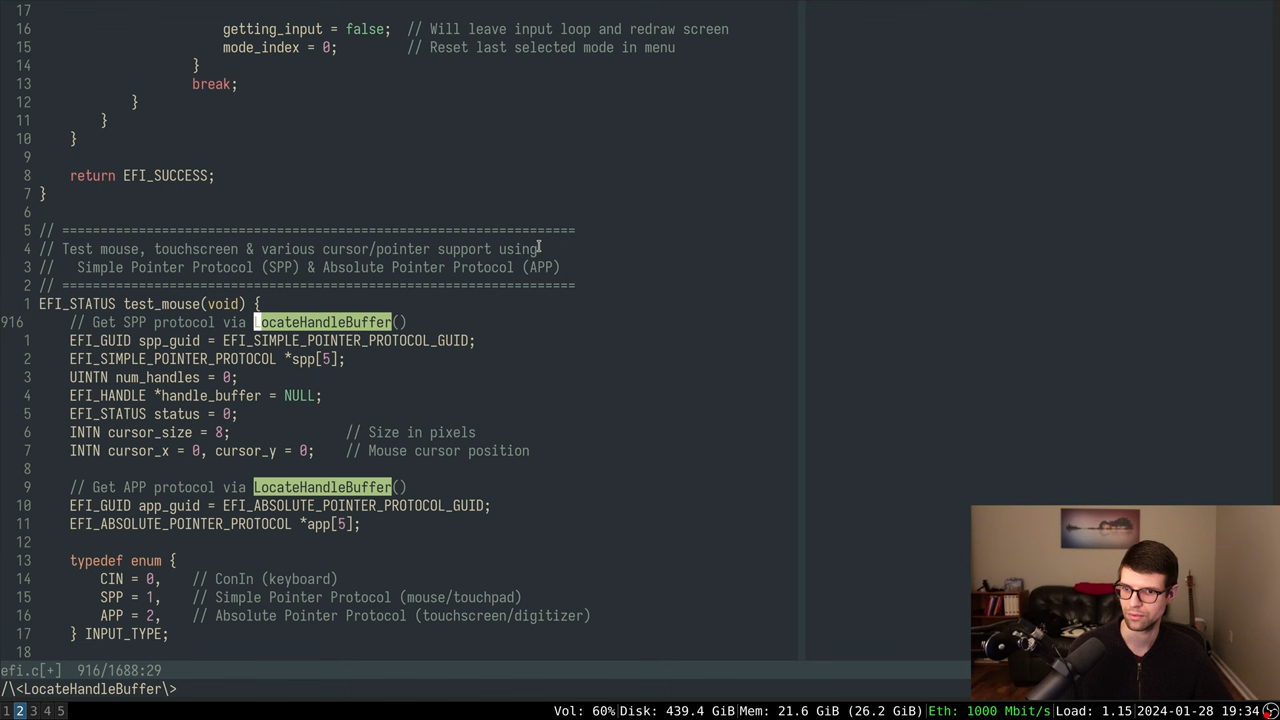 17
16 getting_input = false; // Will leave input loop and redraw screen
15 mode_index = 0; // Reset last selected mode in menu
14 }
13 break;
12 }
11 }
10 }
9
8 return EFI_SUCCESS;
7 }
6
5 // ===================================================================
4 // Test mouse, touchscreen & various cursor/pointer support using
3 // Simple Pointer Protocol (SPP) & Absolute Pointer Protocol (APP)
2 // ===================================================================
1 EFI_STATUS test_mouse(void) {
916 // Get SPP protocol via LocateHandleBuffer()
1 EFI_GUID spp_guid = EFI_SIMPLE_POINTER_PROTOCOL_GUID;
2 EFI_SIMPLE_POINTER_PROTOCOL *spp[5];
3 UINTN num_handles = 0;
4 EFI_HANDLE *handle_buffer = NULL;
5 EFI_STATUS status = 0;
6 INTN cursor_size = 8; // Size in pixels
7 INTN cursor_x = 0, cursor_y = 0; // Mouse cursor position
8
9 // Get APP protocol via LocateHandleBuffer()
10 EFI_GUID app_guid = EFI_ABSOLUTE_POINTER_PROTOCOL_GUID;
11 EFI_ABSOLUTE_POINTER_PROTOCOL *app[5];
12
13 typedef enum {
14 CIN = 0, // ConIn (keyboard)
15 SPP = 1, // Simple Pointer Protocol (mouse/touchpad)
16 APP = 2, // Absolute Pointer Protocol (touchscreen/digitizer)
17 } INPUT_TYPE;
18
efi.c[+] 916/1688:29
/\<LocateHandleBuffer\>
1 2 3 4 5 Vol: 60%|Disk: 439.4 GiB|Mem: 21.6 GiB (26.2 GiB)|Eth: 1000 Mbit/s|Load: 1.15|2024-01-28 19:34